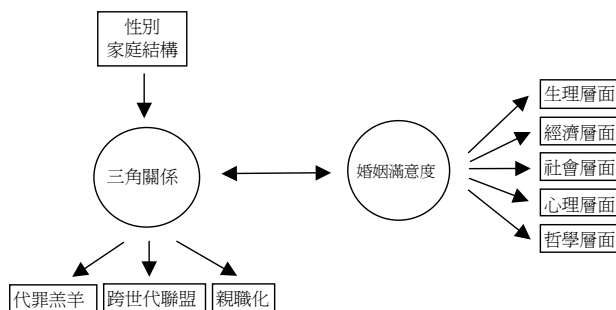 性別
家庭結構
三角關係
代罪羔羊
跨世代聯盟
親職化
婚姻滿意度
生理層面
經濟層面
社會層面
心理層面
哲學層面